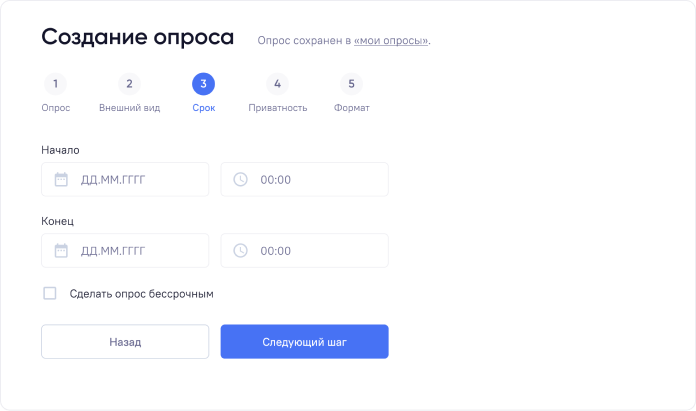 Создание опроса Опрос сохранен в «мои опросы».
1 2 3 4 5
Опрос Внешний вид Срок Приватность Формат
Начало
ДД.ММ.ГГГГ 00:00
Конец
ДД.ММ.ГГГГ 00:00
Сделать опрос бессрочным
Назад Следующий шаг